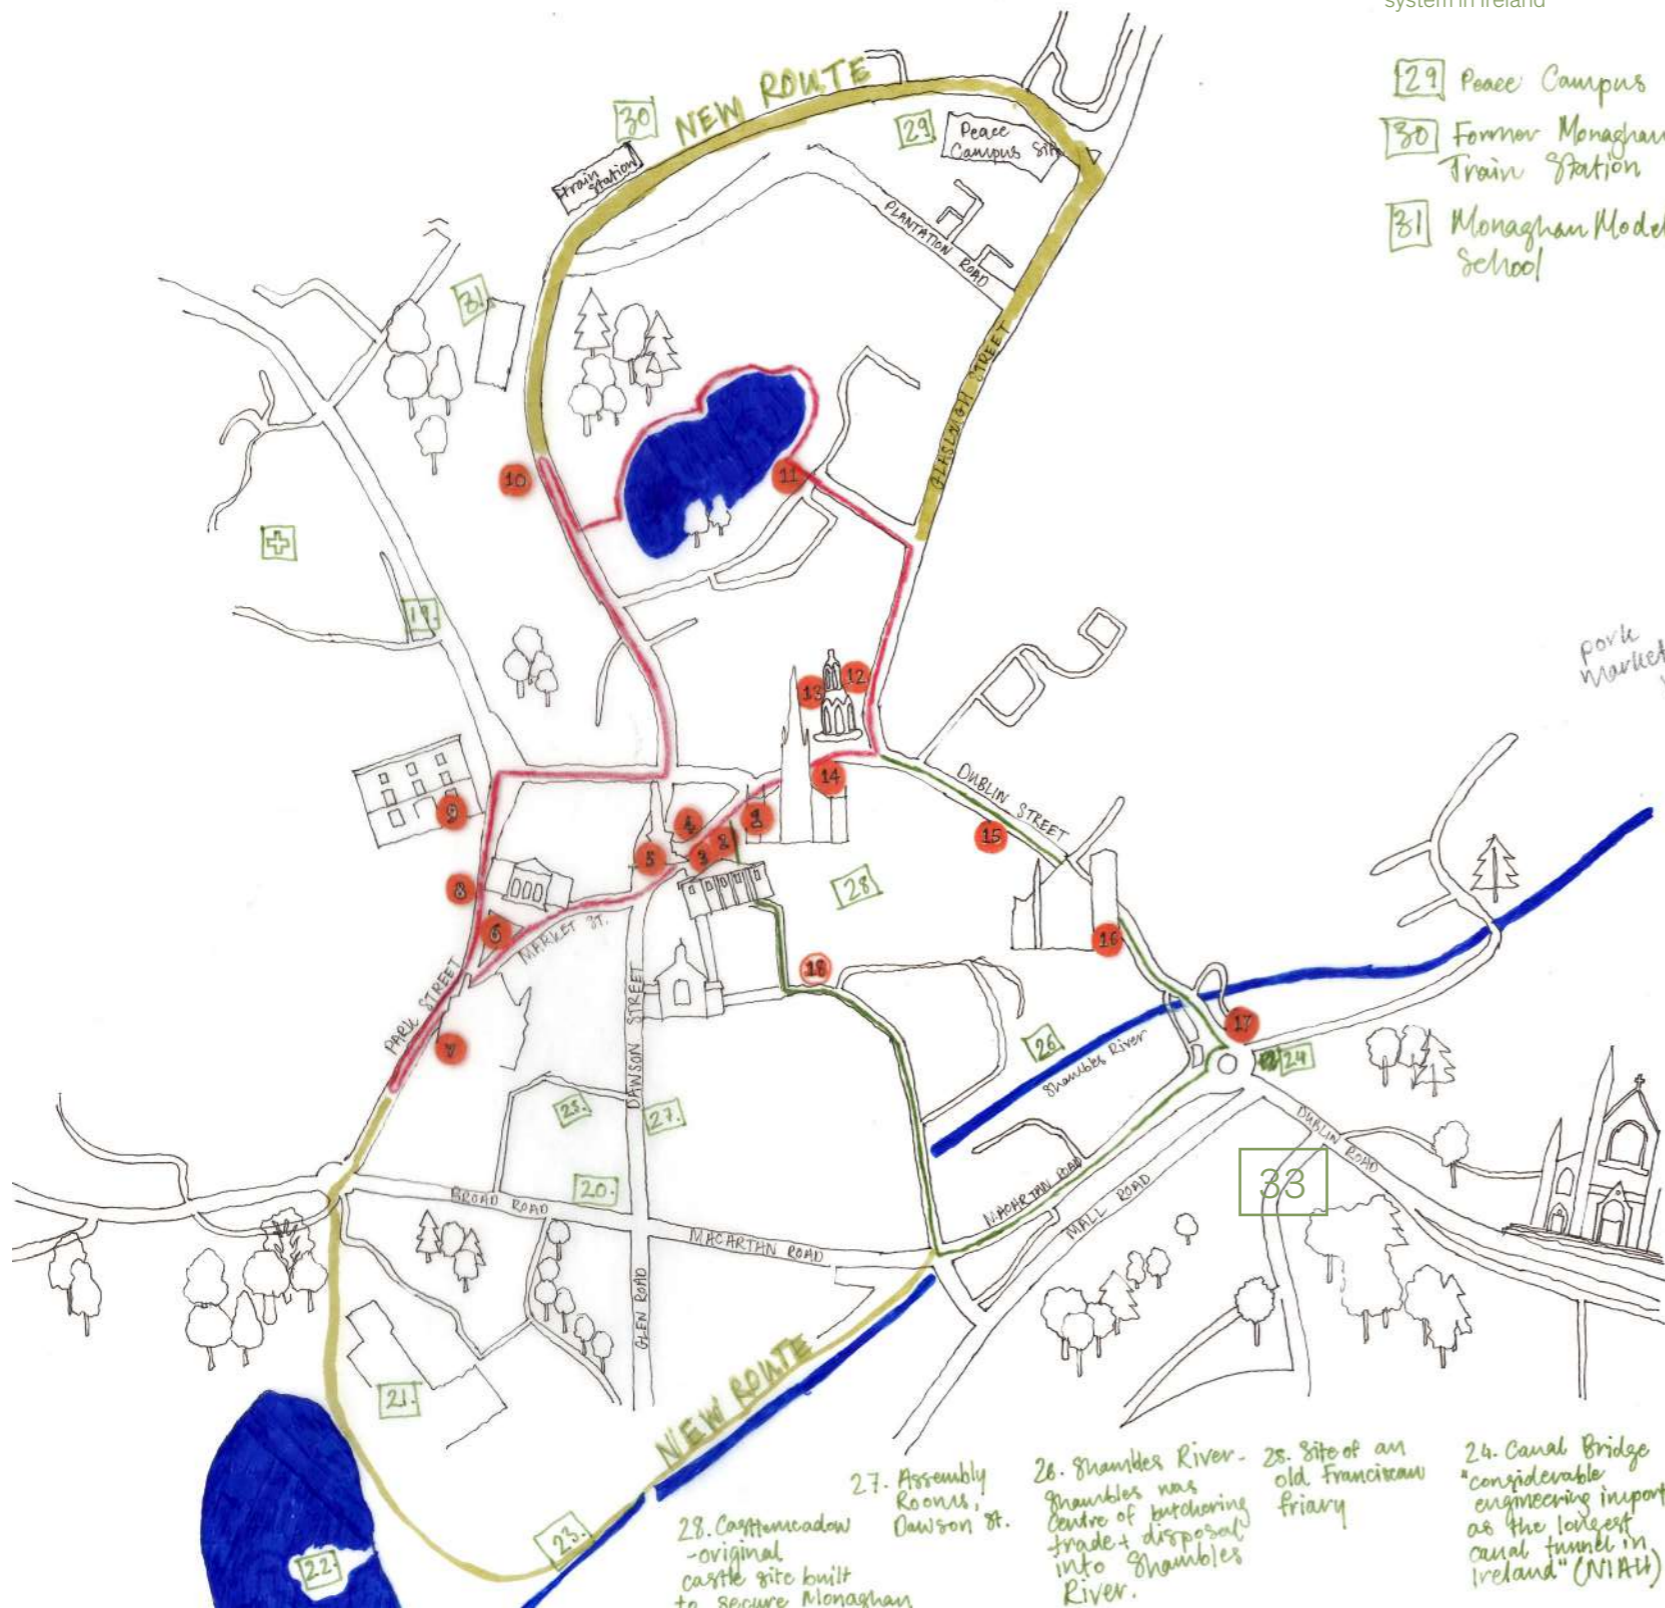 system in Ireland
29 Peace Campus
30 Former Monaghan
Train Station
31 Monaghan Model
School
30
NEW ROUTE
29
Peace
Campus Site
train
station
PLANTATION ROAD
31
GLASLOUGH STREET
10
11
19.
pork
market
13
12
14
DUBLIN STREET
9
4
1
5
3
2
15
8
28
6
MARKET ST.
16
18
PARK STREET
DAWSON STREET
7
26
Shambles River
17
24
25.
27.
DUBLIN ROAD
33
20.
BROAD ROAD
MACARTAN ROAD
MALL ROAD
MACARTAN ROAD
GLEN ROAD
NEW ROUTE
21.
22.
23.
28. Castlemeadow
-original
castle site built
to secure Monaghan
27. Assembly
Rooms,
Dawson St.
26. Shambles River-
Shambles was
centre of butchering
trade + disposal
into Shambles
River.
25. Site of an
old Franciscan
friary
24. Canal Bridge
"considerable
engineering import
as the longest
canal tunnel in
Ireland" (NIAH)